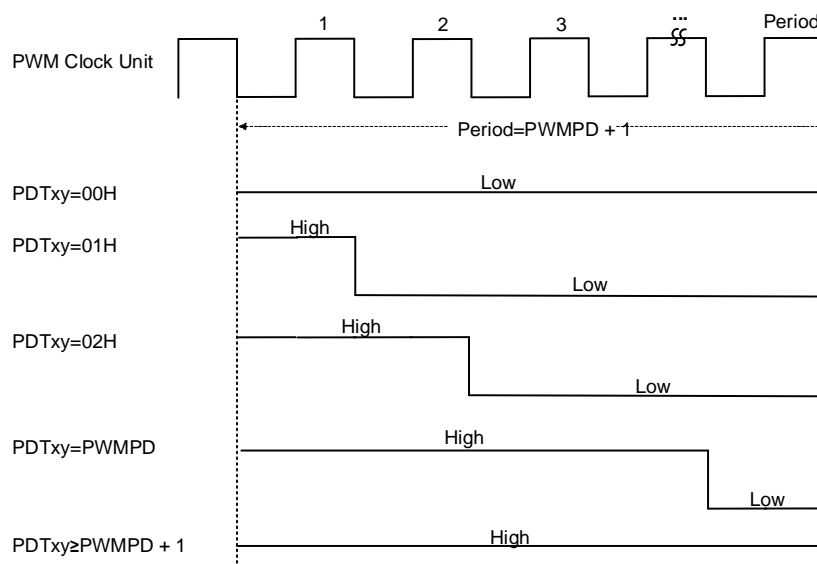 1 2 3 ... Period
PWM Clock Unit
Period=PWMPD + 1
PDTxy=00H
Low
PDTxy=01H
High
Low
PDTxy=02H
High
Low
PDTxy=PWMPD
High
Low
PDTxy≥PWMPD + 1
High